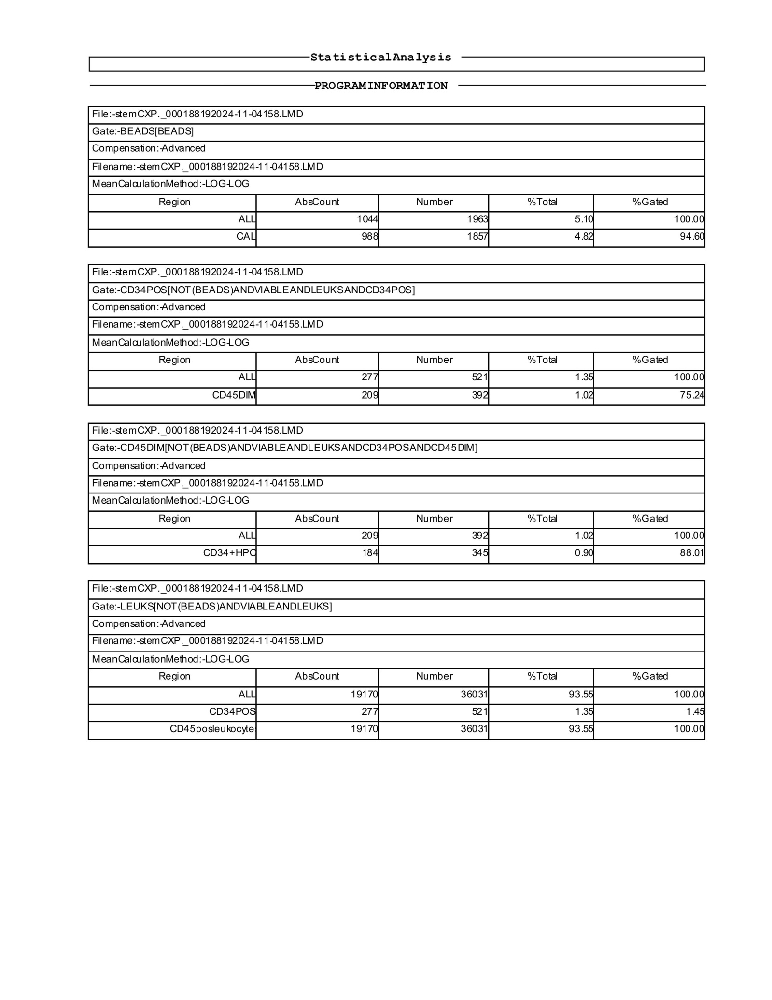 StatisticalAnalysis
PROGRAMINFORMATION
File:-stemCXP._000188192024-11-04158.LMD
Gate:-BEADS[BEADS]
Compensation:-Advanced
Filename:-stemCXP._000188192024-11-04158.LMD
MeanCalculationMethod:-LOG-LOG
Region AbsCount Number %Total %Gated
ALL 1044 1963 5.10 100.00
CAL 988 1857 4.82 94.60
File:-stemCXP._000188192024-11-04158.LMD
Gate:-CD34POS[NOT(BEADS)ANDVIABLEANDLEUKSANDCD34POS]
Compensation:-Advanced
Filename:-stemCXP._000188192024-11-04158.LMD
MeanCalculationMethod:-LOG-LOG
Region AbsCount Number %Total %Gated
ALL 277 521 1.35 100.00
CD45DIM 209 392 1.02 75.24
File:-stemCXP._000188192024-11-04158.LMD
Gate:-CD45DIM[NOT(BEADS)ANDVIABLEANDLEUKSANDCD34POSANDCD45DIM]
Compensation:-Advanced
Filename:-stemCXP._000188192024-11-04158.LMD
MeanCalculationMethod:-LOG-LOG
Region AbsCount Number %Total %Gated
ALL 209 392 1.02 100.00
CD34+HPC 184 345 0.90 88.01
File:-stemCXP._000188192024-11-04158.LMD
Gate:-LEUKS[NOT(BEADS)ANDVIABLEANDLEUKS]
Compensation:-Advanced
Filename:-stemCXP._000188192024-11-04158.LMD
MeanCalculationMethod:-LOG-LOG
Region AbsCount Number %Total %Gated
ALL 19170 36031 93.55 100.00
CD34POS 277 521 1.35 1.45
CD45posleukocytes 19170 36031 93.55 100.00